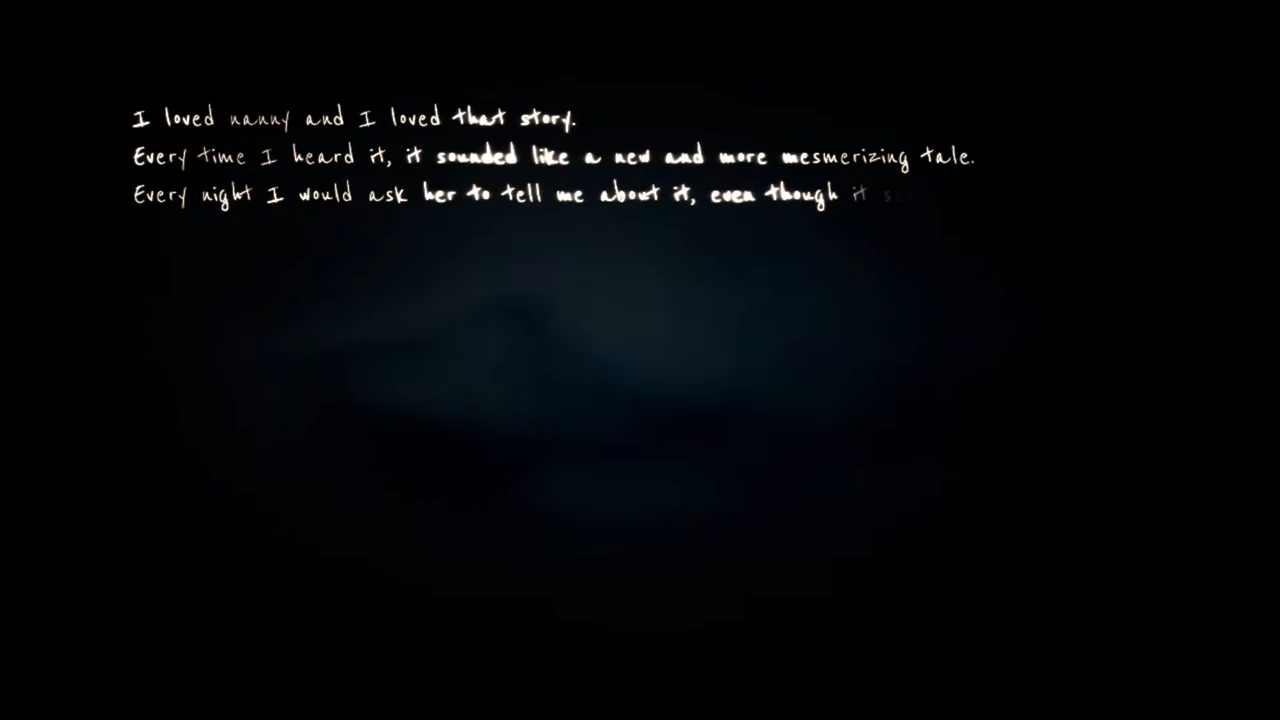 I loved nanny and I loved that story.
Every time I heard it, it sounded like a new and more mesmerizing tale.
Every night I would ask her to tell me about it, even though it